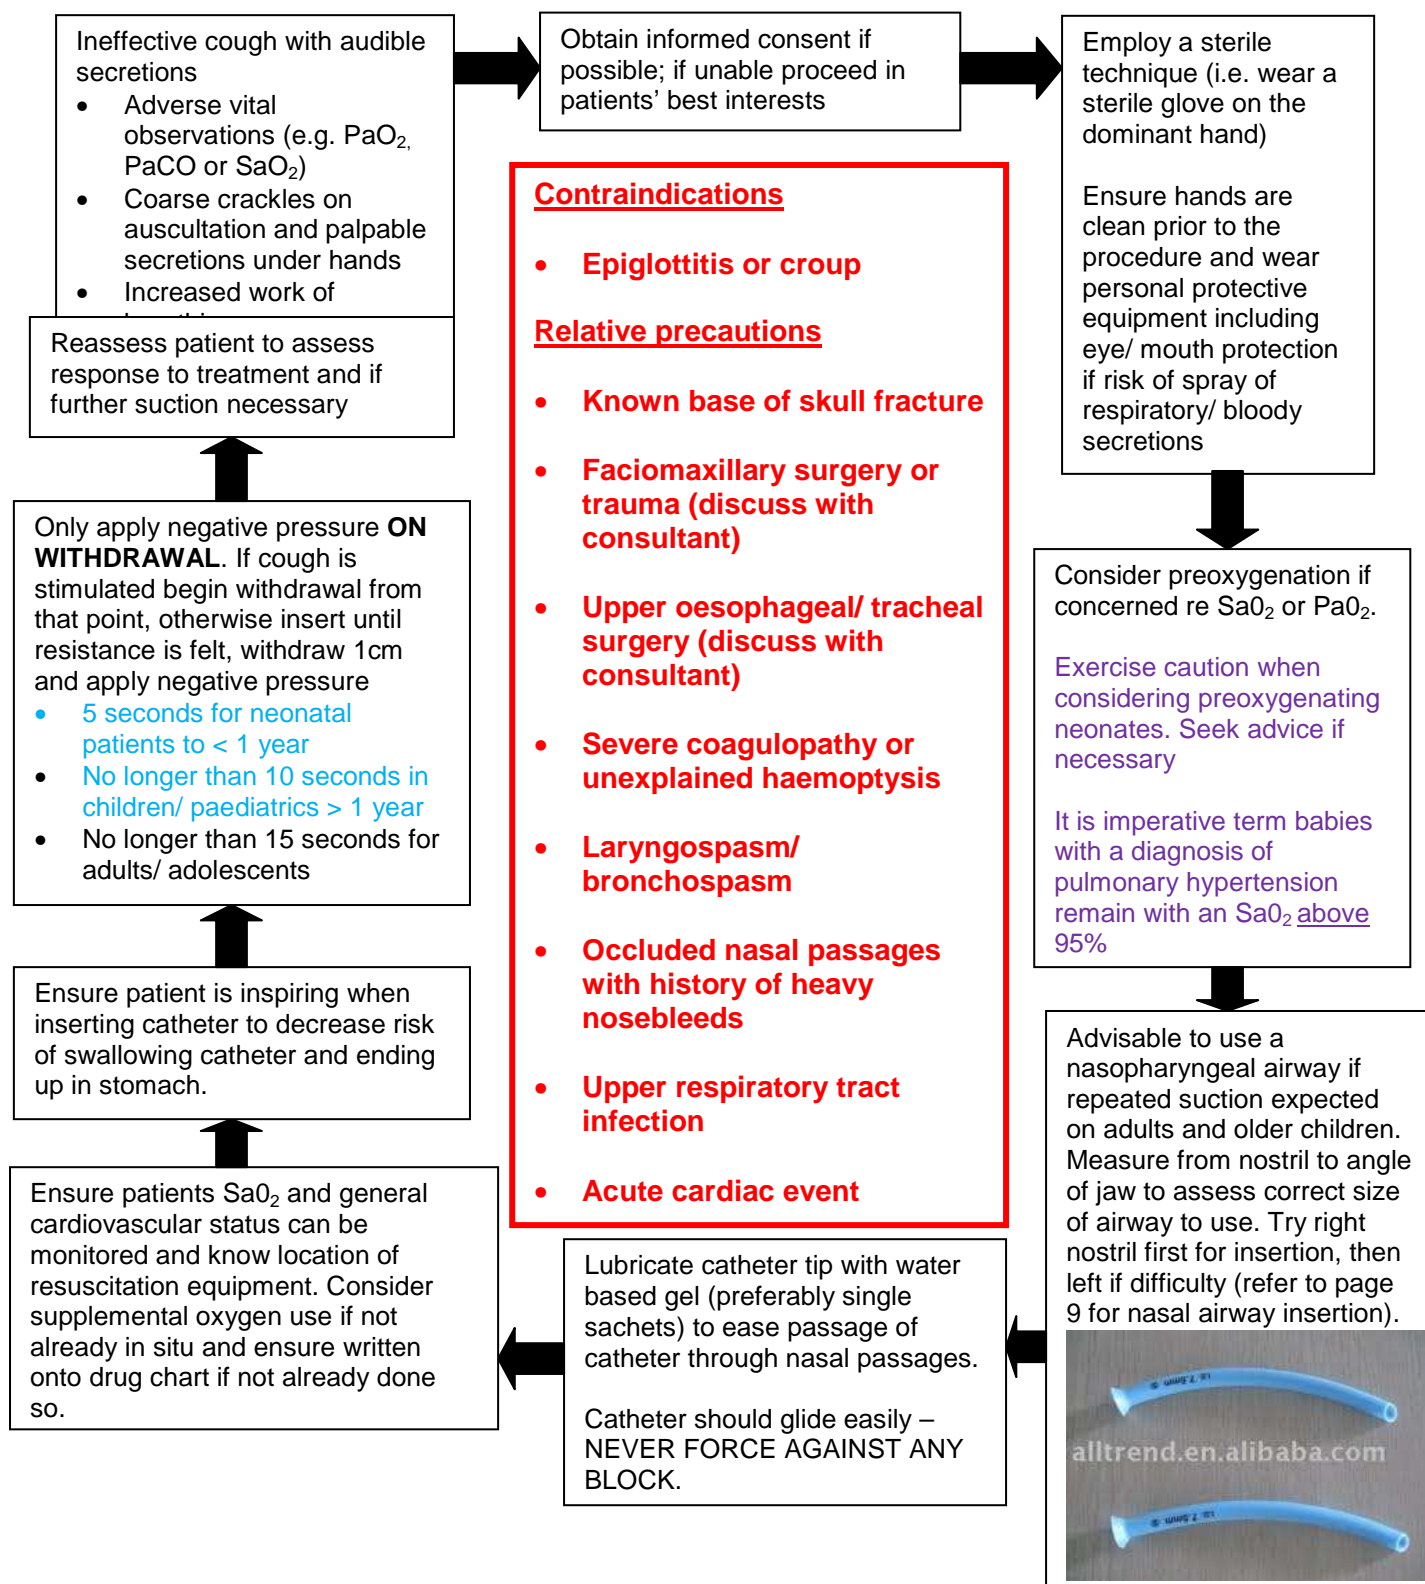 Ineffective cough with audible
secretions
• Adverse vital
observations (e.g. PaO₂,
PaCO or SaO₂)
• Coarse crackles on
auscultation and palpable
secretions under hands
• Increased work of
Obtain informed consent if
possible; if unable proceed in
patients’ best interests
Employ a sterile
technique (i.e. wear a
sterile glove on the
dominant hand)
Ensure hands are
clean prior to the
procedure and wear
personal protective
equipment including
eye/ mouth protection
if risk of spray of
respiratory/ bloody
secretions
Consider preoxygenation if
concerned re Sa0₂ or Pa0₂.
Exercise caution when
considering preoxygenating
neonates. Seek advice if
necessary
It is imperative term babies
with a diagnosis of
pulmonary hypertension
remain with an Sa0₂ above
95%
Advisable to use a
nasopharyngeal airway if
repeated suction expected
on adults and older children.
Measure from nostril to angle
of jaw to assess correct size
of airway to use. Try right
nostril first for insertion, then
left if difficulty (refer to page
9 for nasal airway insertion).
alltrend.en.alibaba.com
Lubricate catheter tip with water
based gel (preferably single
sachets) to ease passage of
catheter through nasal passages.
Catheter should glide easily –
NEVER FORCE AGAINST ANY
BLOCK.
Ensure patients Sa0₂ and general
cardiovascular status can be
monitored and know location of
resuscitation equipment. Consider
supplemental oxygen use if not
already in situ and ensure written
onto drug chart if not already done
so.
Ensure patient is inspiring when
inserting catheter to decrease risk
of swallowing catheter and ending
up in stomach.
Only apply negative pressure ON
WITHDRAWAL. If cough is
stimulated begin withdrawal from
that point, otherwise insert until
resistance is felt, withdraw 1cm
and apply negative pressure
• 5 seconds for neonatal
patients to < 1 year
• No longer than 10 seconds in
children/ paediatrics > 1 year
• No longer than 15 seconds for
adults/ adolescents
Reassess patient to assess
response to treatment and if
further suction necessary
Contraindications
• Epiglottitis or croup
Relative precautions
• Known base of skull fracture
• Faciomaxillary surgery or
trauma (discuss with
consultant)
• Upper oesophageal/ tracheal
surgery (discuss with
consultant)
• Severe coagulopathy or
unexplained haemoptysis
• Laryngospasm/
bronchospasm
• Occluded nasal passages
with history of heavy
nosebleeds
• Upper respiratory tract
infection
• Acute cardiac event